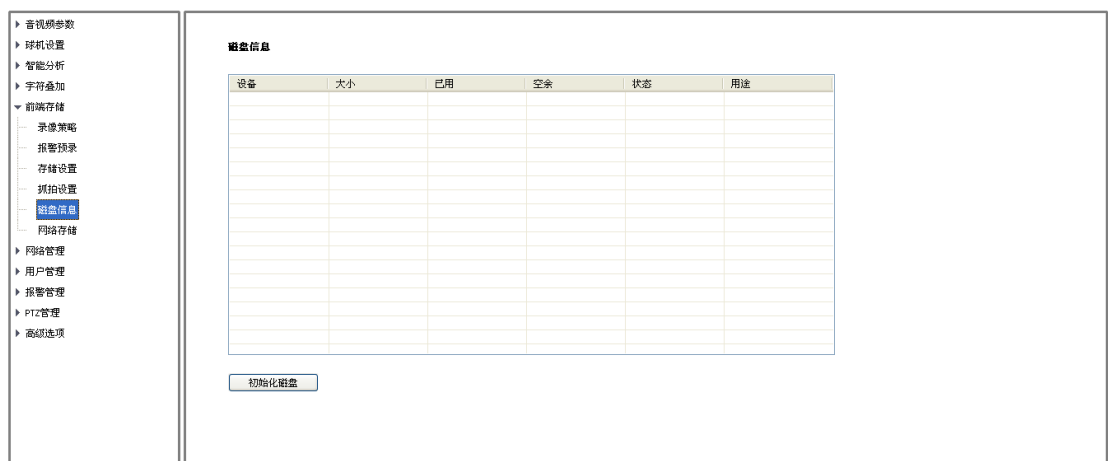 音视频参数
球机设置
智能分析
字符叠加
前端存储
录像策略
报警预录
存储设置
抓拍设置
磁盘信息
网络存储
网络管理
用户管理
报警管理
PTZ管理
高级选项
磁盘信息
设备 大小 已用 空余 状态 用途
初始化磁盘